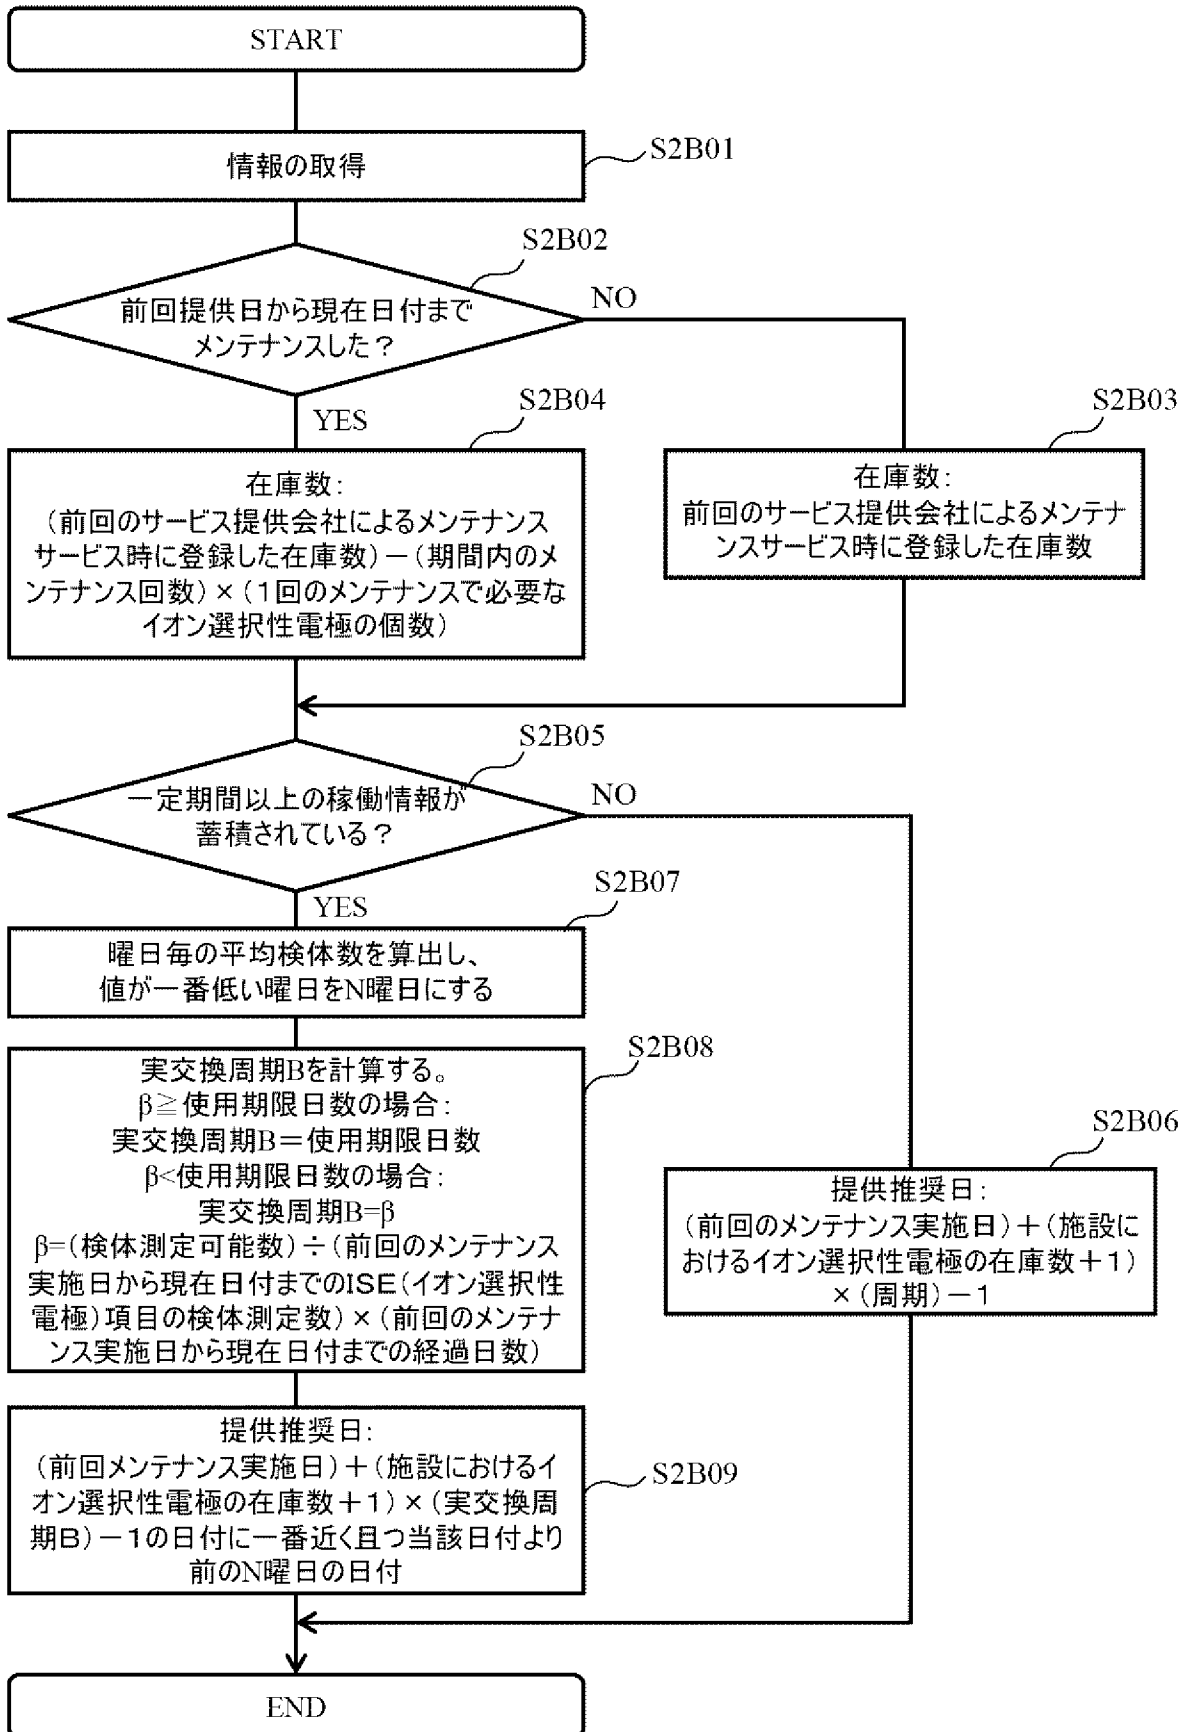 START
情報の取得
S2B01
S2B02
前回提供日から現在日付まで
メンテナンスした？
NO
YES
S2B04
在庫数：
（前回のサービス提供会社によるメンテナンス
サービス時に登録した在庫数）－（期間内のメ
ンテナンス回数）×（１回のメンテナンスで必要な
イオン選択性電極の個数）
S2B03
在庫数：
前回のサービス提供会社によるメンテナ
ンスサービス時に登録した在庫数
S2B05
一定期間以上の稼働情報が
蓄積されている？
NO
YES
S2B07
曜日毎の平均検体数を算出し、
値が一番低い曜日をN曜日にする
S2B08
実交換周期Bを計算する。
β≧使用期限日数の場合：
実交換周期B＝使用期限日数
β<使用期限日数の場合：
実交換周期B=β
β=（検体測定可能数）÷（前回のメンテナンス
実施日から現在日付までのISE（イオン選択性
電極）項目の検体測定数）×（前回のメンテナ
ンス実施日から現在日付までの経過日数）
S2B06
提供推奨日：
（前回のメンテナンス実施日）＋（施設に
おけるイオン選択性電極の在庫数＋１）
×（周期）－１
S2B09
提供推奨日：
（前回メンテナンス実施日）＋（施設におけるイ
オン選択性電極の在庫数＋１）×（実交換周
期B）－１の日付に一番近く且つ当該日付より
前のN曜日の日付
END